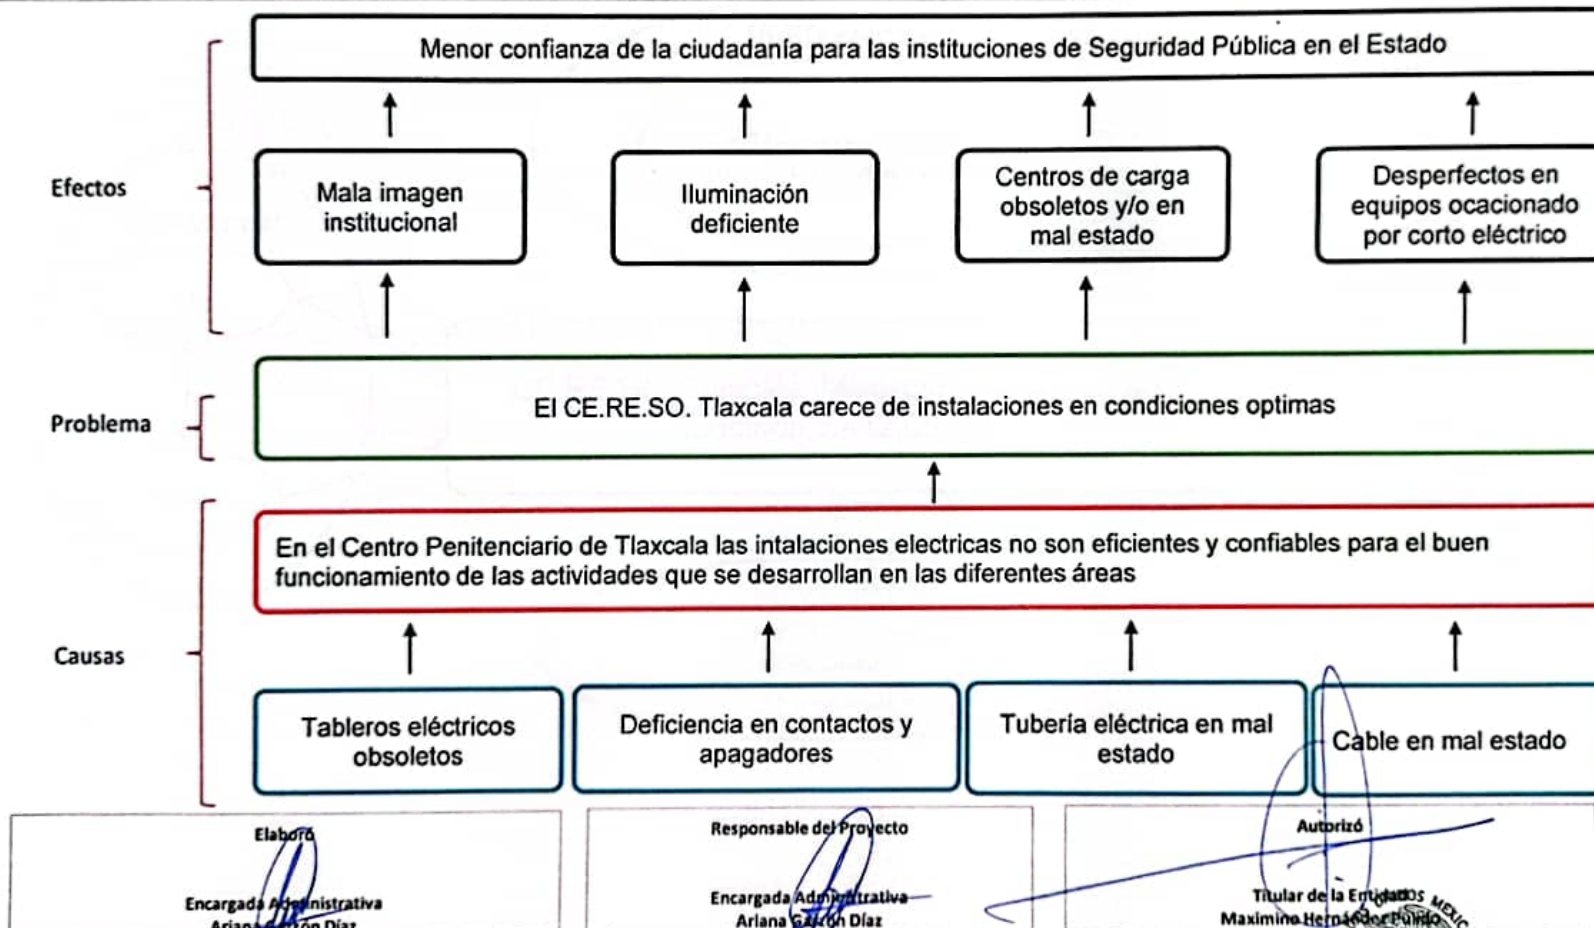 Menor confianza de la ciudadanía para las instituciones de Seguridad Pública en el Estado
Efectos
Mala imagen
institucional
Iluminación
deficiente
Centros de carga
obsoletos y/o en
mal estado
Desperfectos en
equipos ocacionado
por corto eléctrico
Problema
El CE.RE.SO. Tlaxcala carece de instalaciones en condiciones optimas
Causas
En el Centro Penitenciario de Tlaxcala las intalaciones electricas no son eficientes y confiables para el buen
funcionamiento de las actividades que se desarrollan en las diferentes áreas
Tableros eléctricos
obsoletos
Deficiencia en contactos y
apagadores
Tubería eléctrica en mal
estado
Cable en mal estado
Elaboró
Encargada Administrativa
Ariana Díaz
Responsable del Proyecto
Encargada Administrativa
Ariana Díaz
Autorizó
Titular de la Entidad
Maximino Hernández Pulido